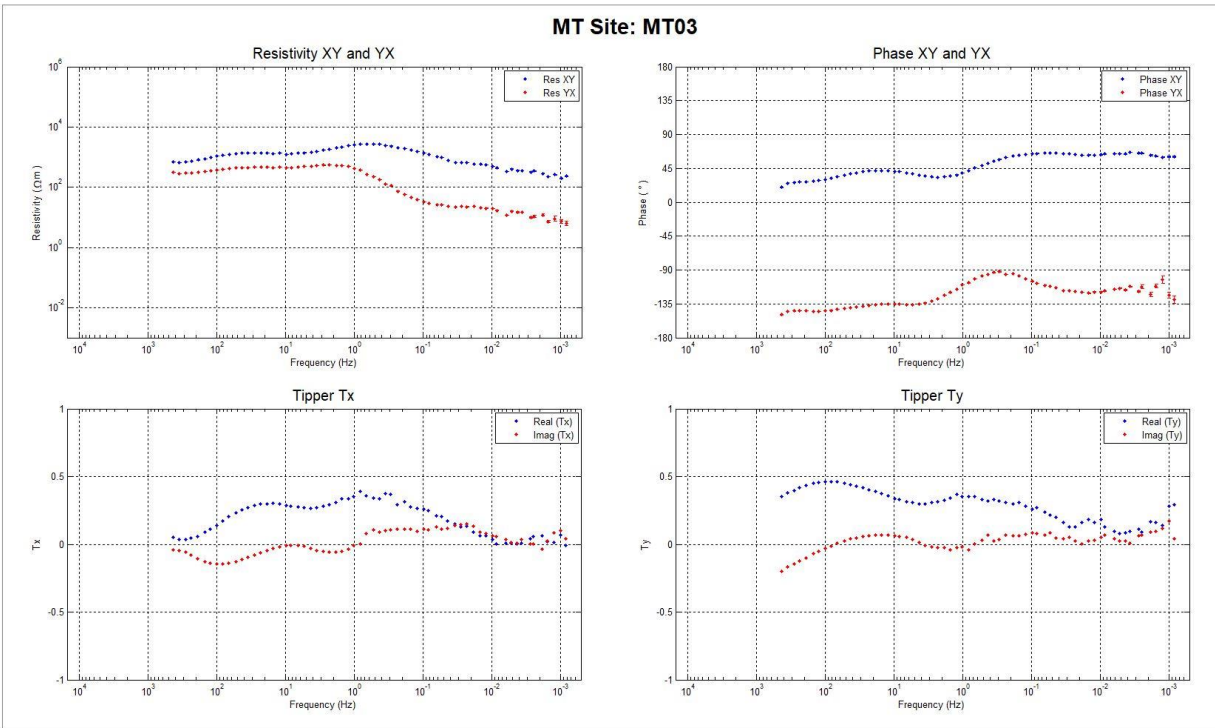 MT Site: MT03
Resistivity XY and YX
10^6
10^4
10^2
10^0
10^-2
Resistivity (Ωm)
Res XY
Res YX
10^4 10^3 10^2 10^1 10^0 10^-1 10^-2 10^-3
Frequency (Hz)
Phase XY and YX
180
135
90
45
0
-45
-90
-135
-180
Phase (°)
Phase XY
Phase YX
10^4 10^3 10^2 10^1 10^0 10^-1 10^-2 10^-3
Frequency (Hz)
Tipper Tx
1
0.5
0
-0.5
-1
Tx
Real (Tx)
Imag (Tx)
10^4 10^3 10^2 10^1 10^0 10^-1 10^-2 10^-3
Frequency (Hz)
Tipper Ty
1
0.5
0
-0.5
-1
Ty
Real (Ty)
Imag (Ty)
10^4 10^3 10^2 10^1 10^0 10^-1 10^-2 10^-3
Frequency (Hz)